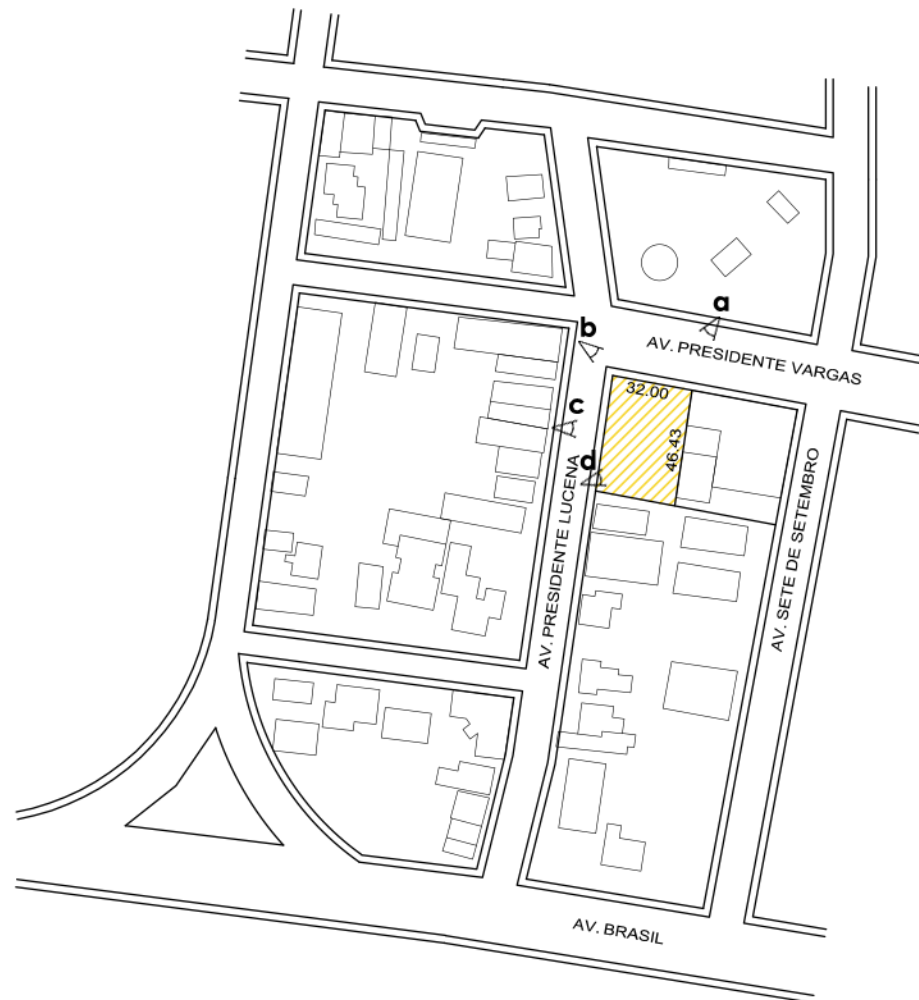 a
b
AV. PRESIDENTE VARGAS
32.00
c
46.43
d
AV. PRESIDENTE LUCENA
AV. SETE DE SETEMBRO
AV. BRASIL